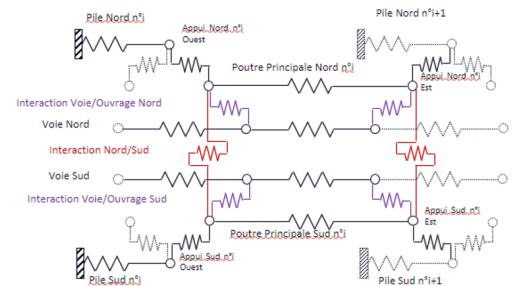 Pile Nord n°i
Pile Nord n°i+1
Appui Nord n°i
Ouest
Poutre Principale Nord n°i
Appui Nord n°i
Est
Interaction Voie/Ouvrage Nord
Voie Nord
Interaction Nord/Sud
Voie Sud
Interaction Voie/Ouvrage Sud
Appui Sud n°i
Est
Poutre Principale Sud n°i
Appui Sud n°i
Ouest
Pile Sud n°i
Pile Sud n°i+1